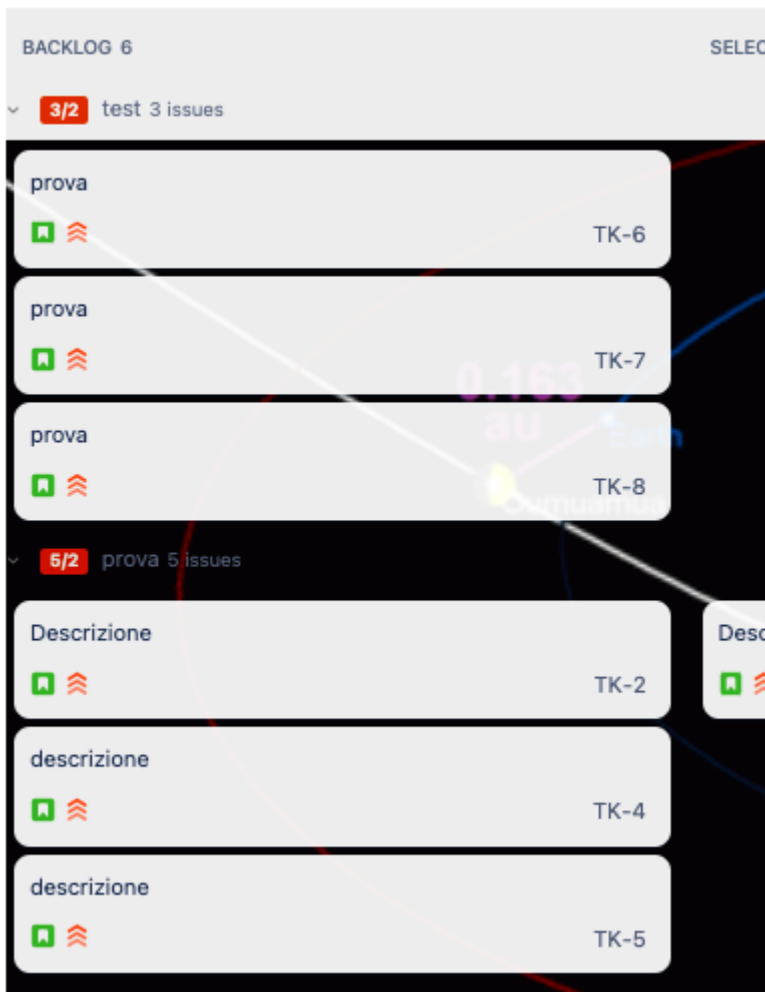 BACKLOG 6
SELEC
3/2 test 3 issues
prova
TK-6
prova
TK-7
0.163
au
Earth
prova
TK-8
Oumuamua
5/2 prova 5 issues
Descrizione
TK-2
Desc
descrizione
TK-4
descrizione
TK-5